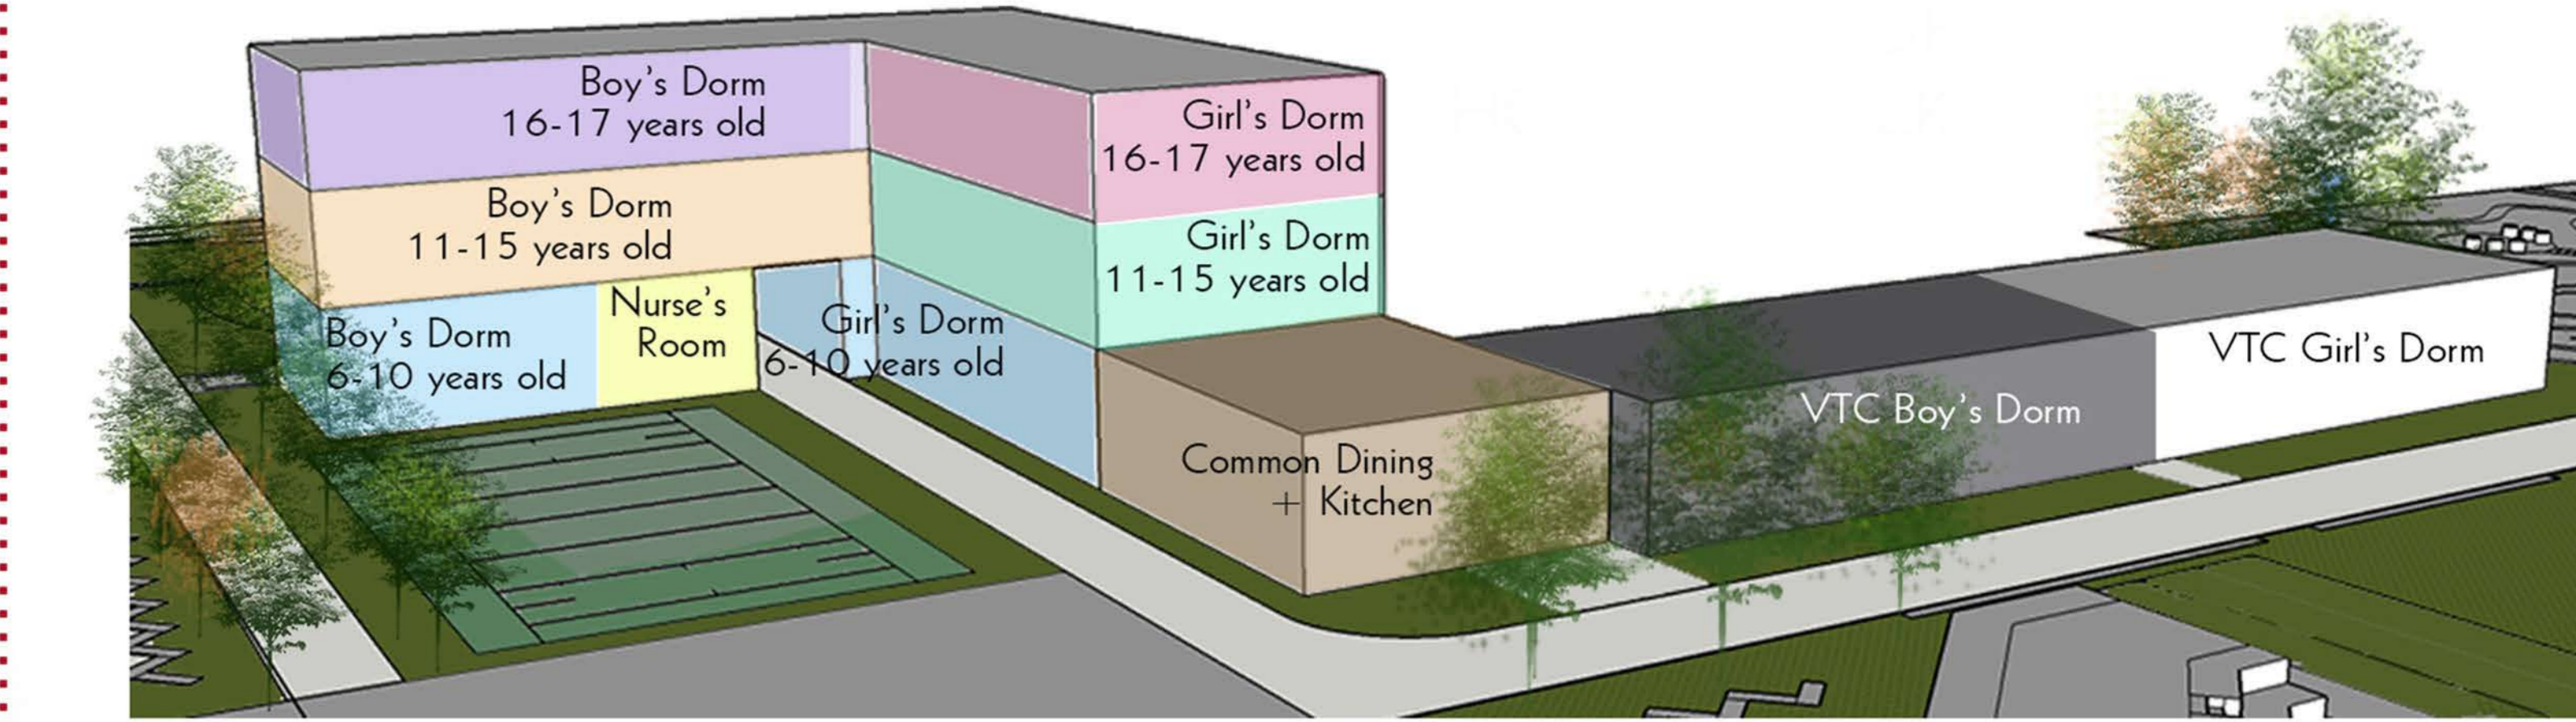 Boy's Dorm
16-17 years old
Girl's Dorm
16-17 years old
Boy's Dorm
11-15 years old
Girl's Dorm
11-15 years old
Boy's Dorm
6-10 years old
Nurse's
Room
Girl's Dorm
6-10 years old
Common Dining
+ Kitchen
VTC Boy's Dorm
VTC Girl's Dorm